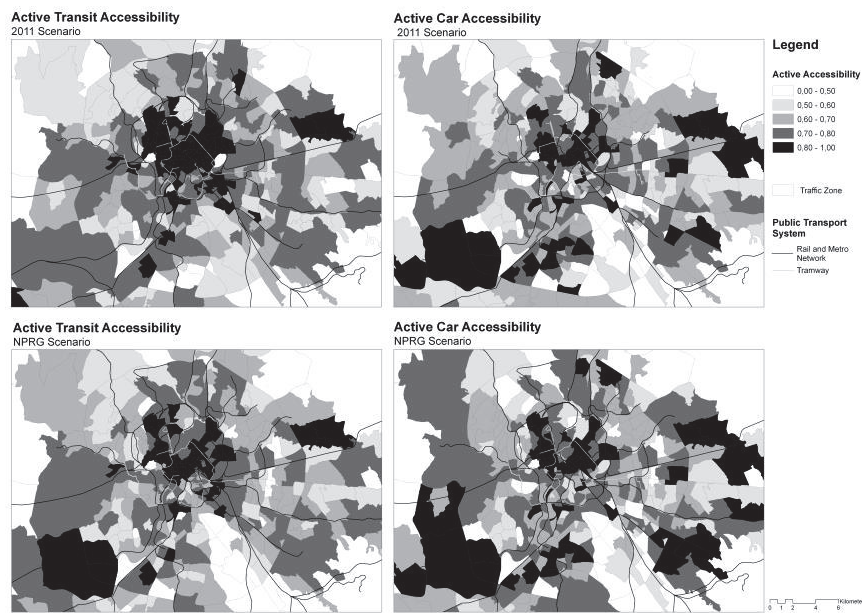 Active Transit Accessibility
2011 Scenario
Active Car Accessibility
2011 Scenario
Legend
Active Accessibility
0,00 - 0,50
0,50 - 0,60
0,60 - 0,70
0,70 - 0,80
0,80 - 1,00
Traffic Zone
Public Transport
System
Rail and Metro
Network
Tramway
Active Transit Accessibility
NPRG Scenario
Active Car Accessibility
NPRG Scenario
Kilomete
0 1 2 4 6